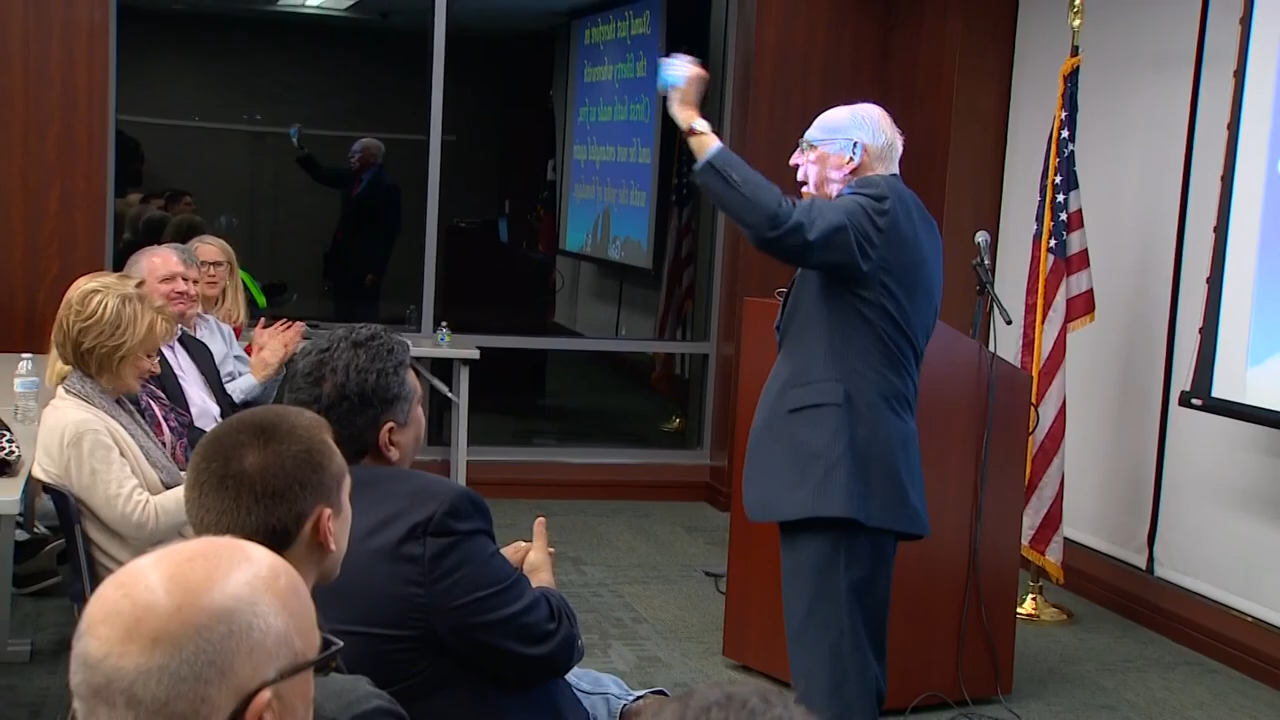 Stand fast therefore in
the liberty wherewith
Christ hath made us free,
and be not entangled again
with the yoke of bondage.